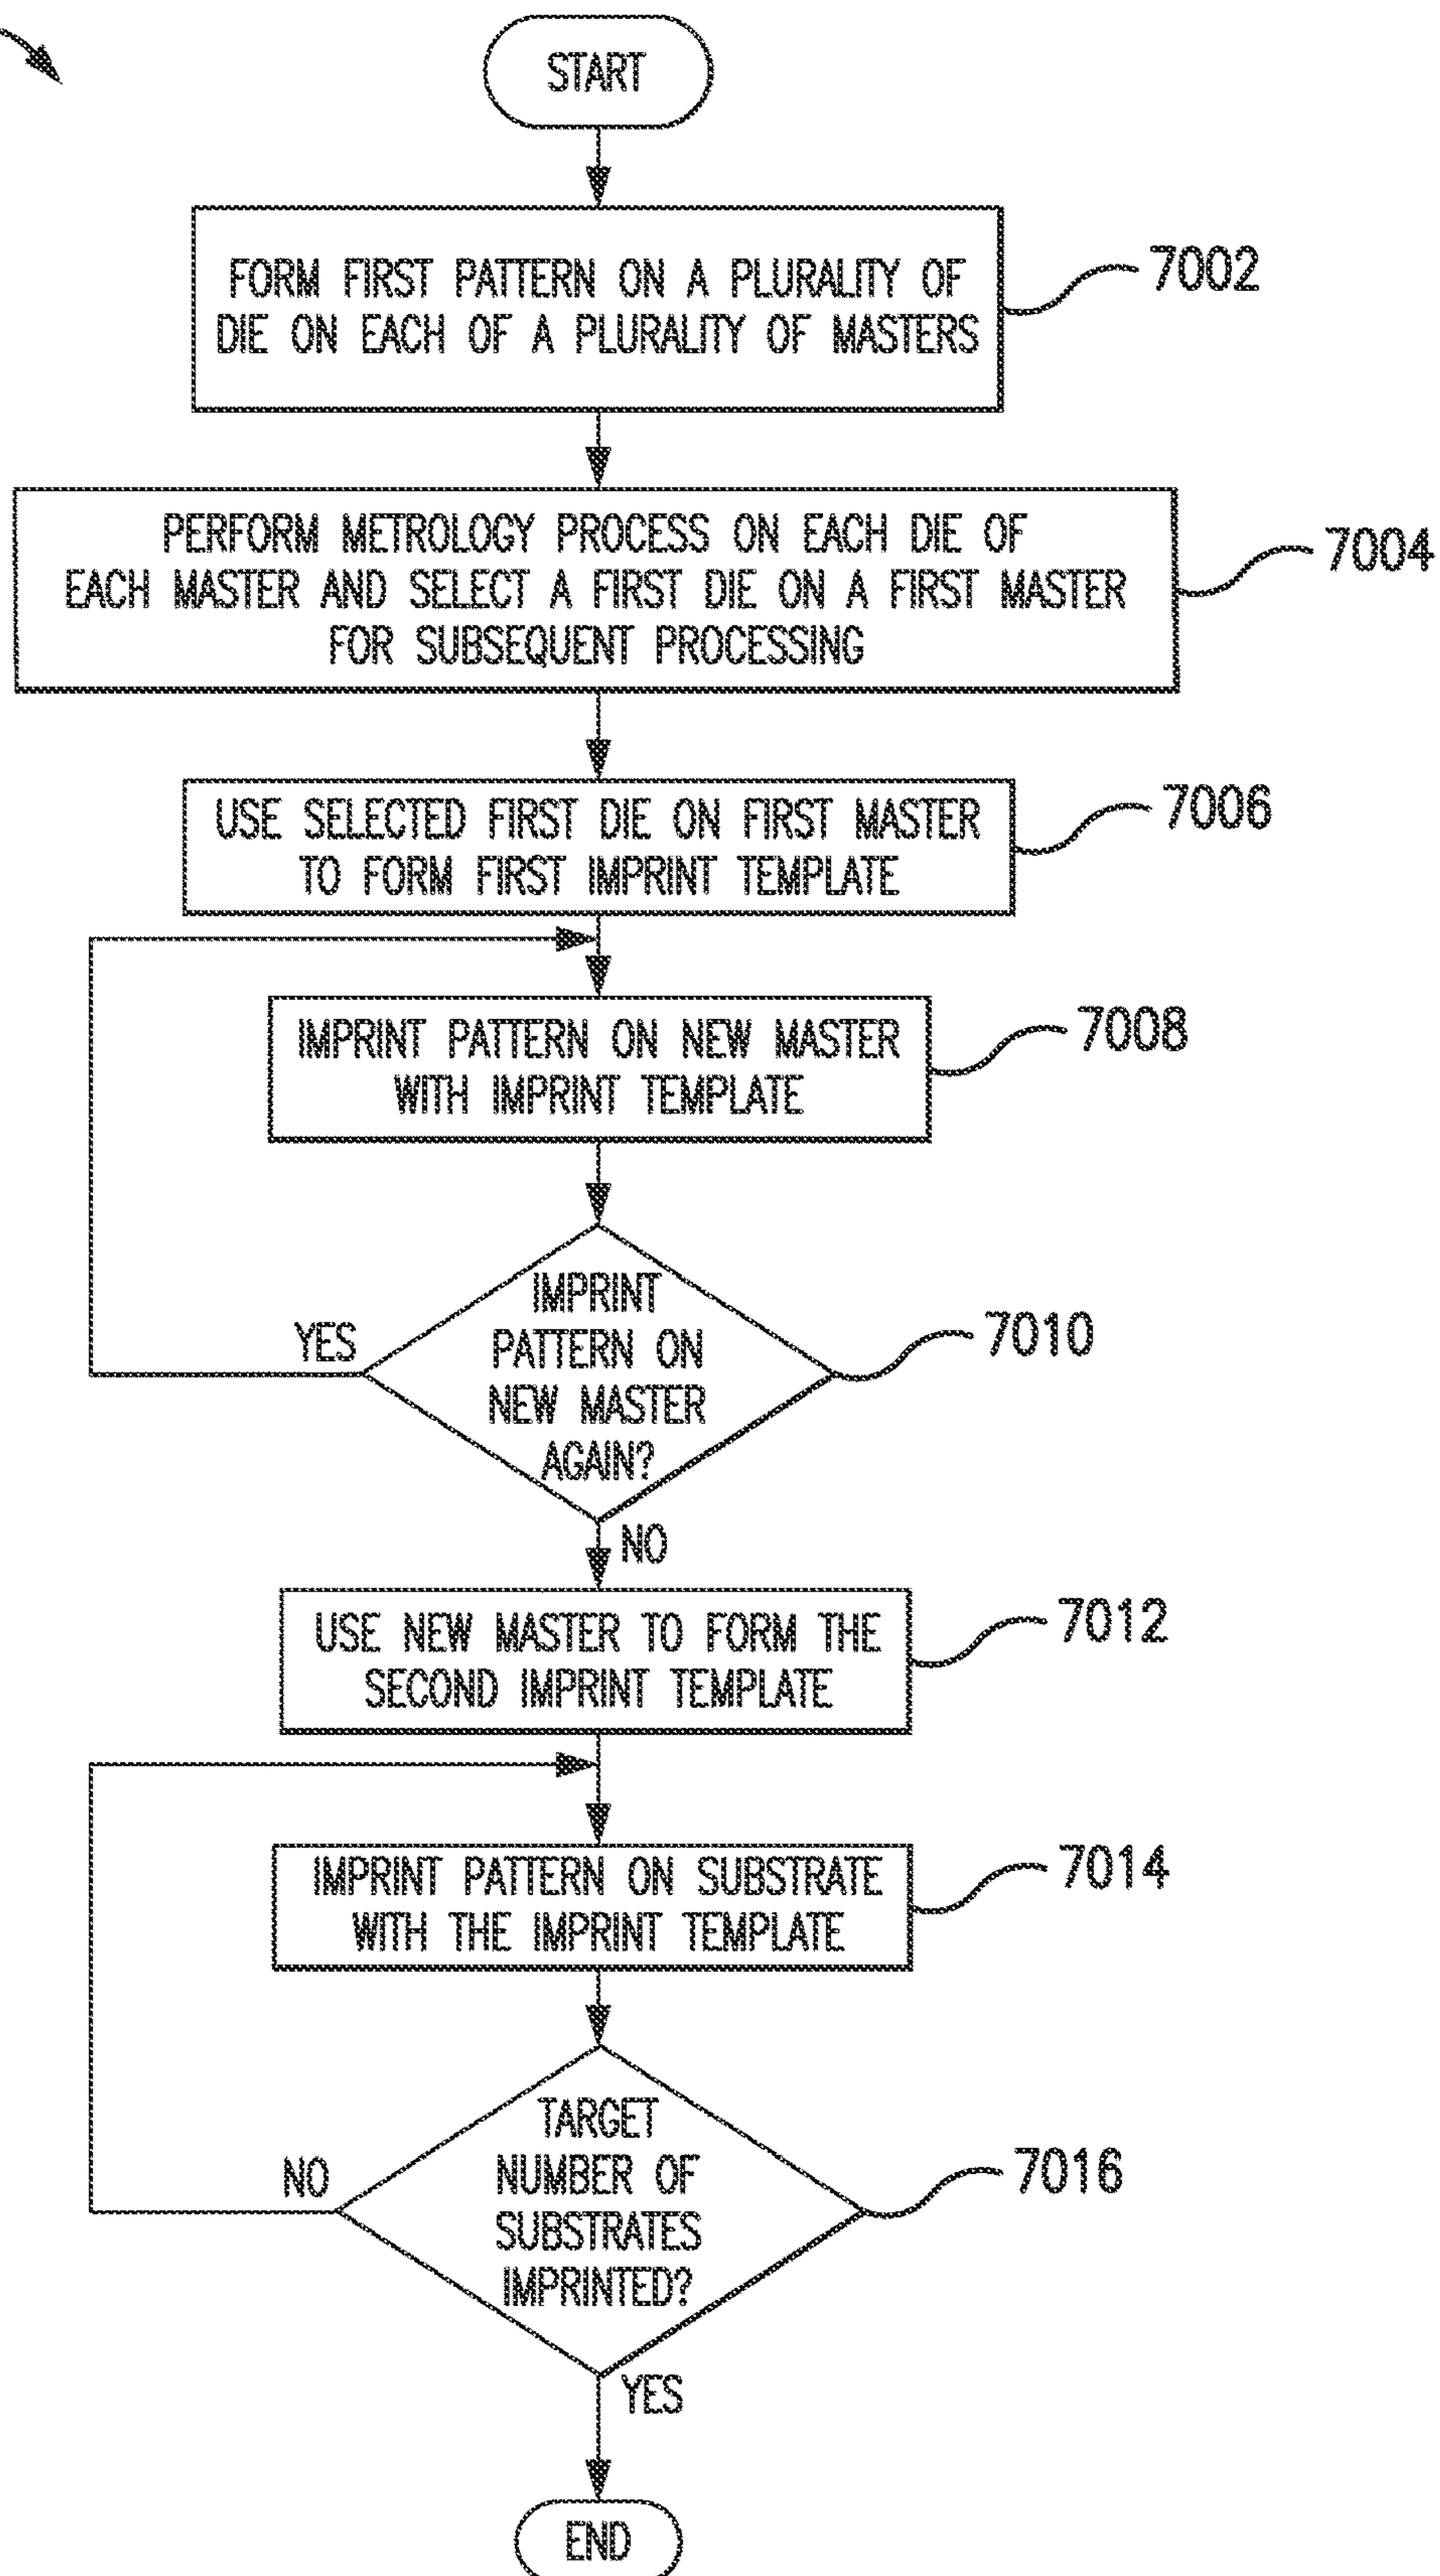 START
FORM FIRST PATTERN ON A PLURALITY OF
DIE ON EACH OF A PLURALITY OF MASTERS
7002
PERFORM METROLOGY PROCESS ON EACH DIE OF
EACH MASTER AND SELECT A FIRST DIE ON A FIRST MASTER
FOR SUBSEQUENT PROCESSING
7004
USE SELECTED FIRST DIE ON FIRST MASTER
TO FORM FIRST IMPRINT TEMPLATE
7006
IMPRINT PATTERN ON NEW MASTER
WITH IMPRINT TEMPLATE
7008
IMPRINT
PATTERN ON
NEW MASTER
AGAIN?
7010
YES
NO
USE NEW MASTER TO FORM THE
SECOND IMPRINT TEMPLATE
7012
IMPRINT PATTERN ON SUBSTRATE
WITH THE IMPRINT TEMPLATE
7014
TARGET
NUMBER OF
SUBSTRATES
IMPRINTED?
7016
NO
YES
END